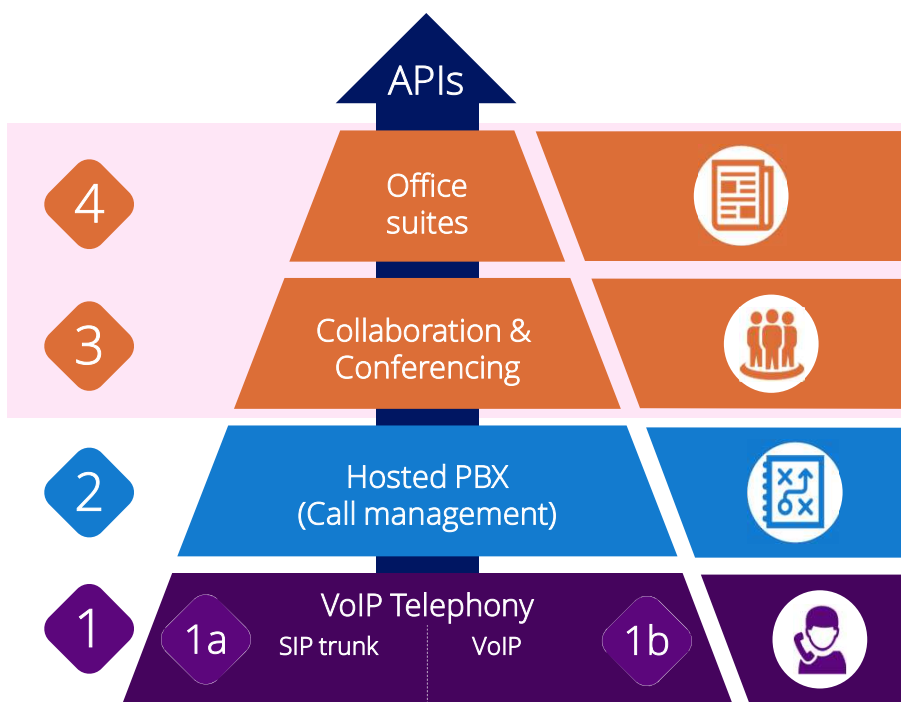 APIs
4
Office
suites
3
Collaboration &
Conferencing
2
Hosted PBX
(Call management)
1
VoIP Telephony
1a
SIP trunk
VoIP
1b